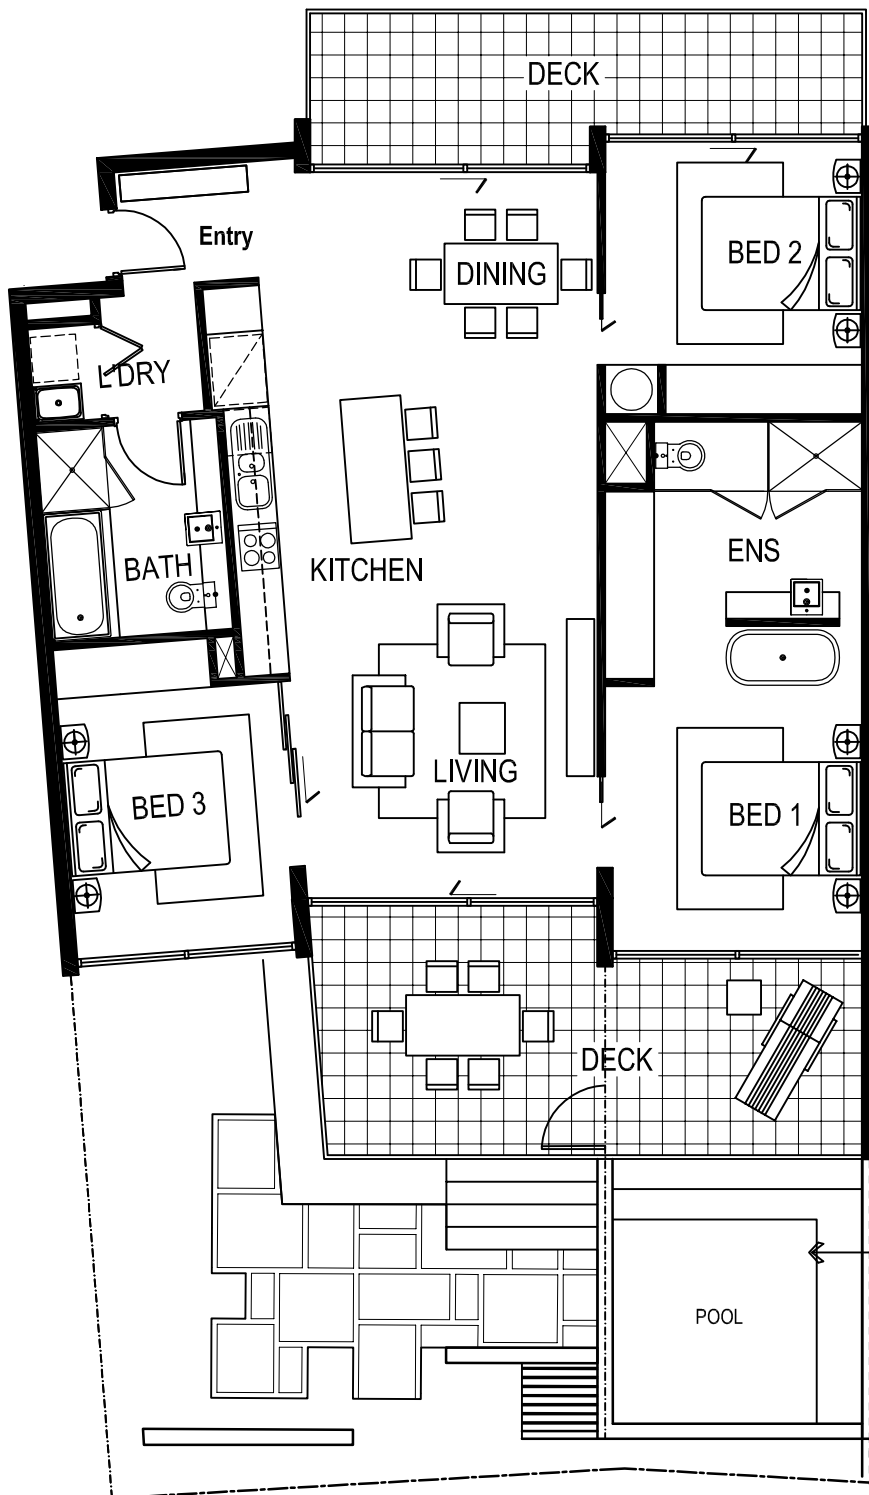 DECK
Entry
BED 2
DINING
L'DRY
ENS
BATH
KITCHEN
LIVING
BED 3
BED 1
DECK
POOL